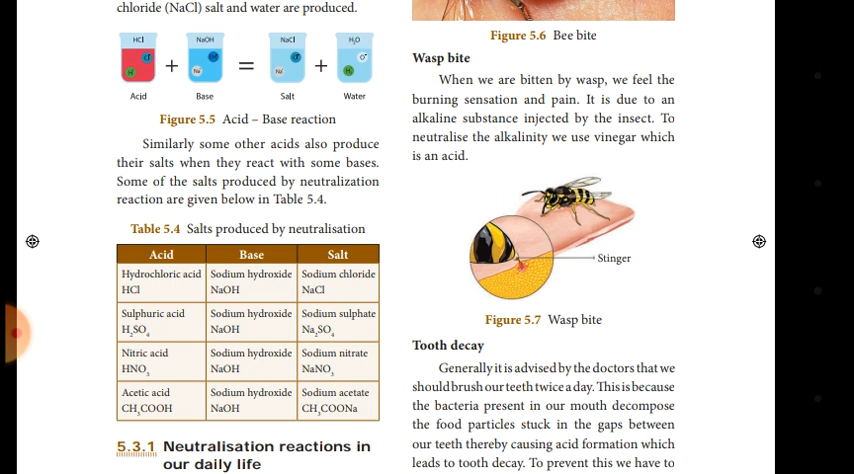 chloride (NaCl) salt and water are produced.
HCl
NaOH
NaCl
H₂O
+
=
+
Acid
Base
Salt
Water
Figure 5.5 Acid – Base reaction
Similarly some other acids also produce
their salts when they react with some bases.
Some of the salts produced by neutralization
reaction are given below in Table 5.4.
Table 5.4 Salts produced by neutralisation
Acid Base Salt
Hydrochloric acid Sodium hydroxide Sodium chloride
HCl NaOH NaCl
Sulphuric acid Sodium hydroxide Sodium sulphate
H₂SO₄ NaOH Na₂SO₄
Nitric acid Sodium hydroxide Sodium nitrate
HNO₃ NaOH NaNO₃
Acetic acid Sodium hydroxide Sodium acetate
CH₃COOH NaOH CH₃COONa
5.3.1 Neutralisation reactions in
our daily life
Figure 5.6 Bee bite
Wasp bite
When we are bitten by wasp, we feel the
burning sensation and pain. It is due to an
alkaline substance injected by the insect. To
neutralise the alkalinity we use vinegar which
is an acid.
Stinger
Figure 5.7 Wasp bite
Tooth decay
Generally it is advised by the doctors that we
should brush our teeth twice a day. This is because
the bacteria present in our mouth decompose
the food particles stuck in the gaps between
our teeth thereby causing acid formation which
leads to tooth decay. To prevent this we have to